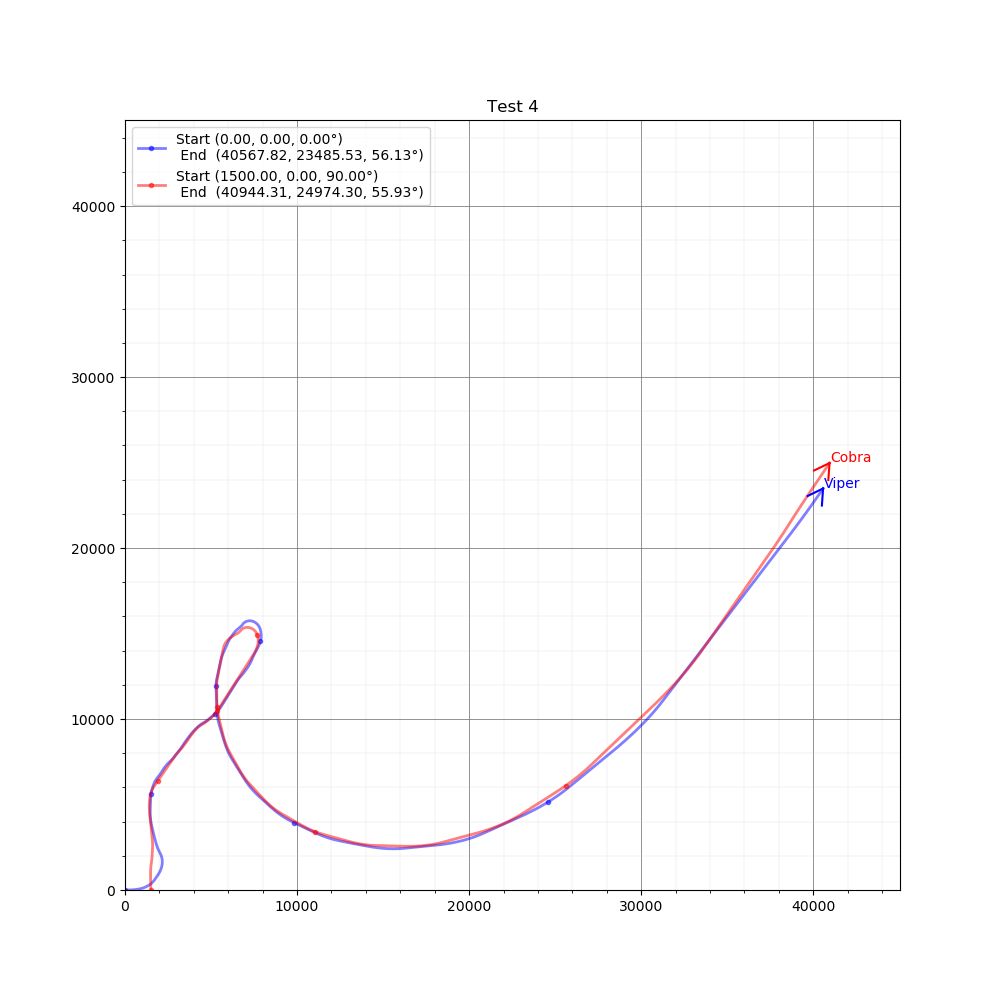 Test 4
Start (0.00, 0.00, 0.00°)
End  (40567.82, 23485.53, 56.13°)
Start (1500.00, 0.00, 90.00°)
End  (40944.31, 24974.30, 55.93°)
40000
30000
Cobra
Viper
20000
10000
0
0 10000 20000 30000 40000